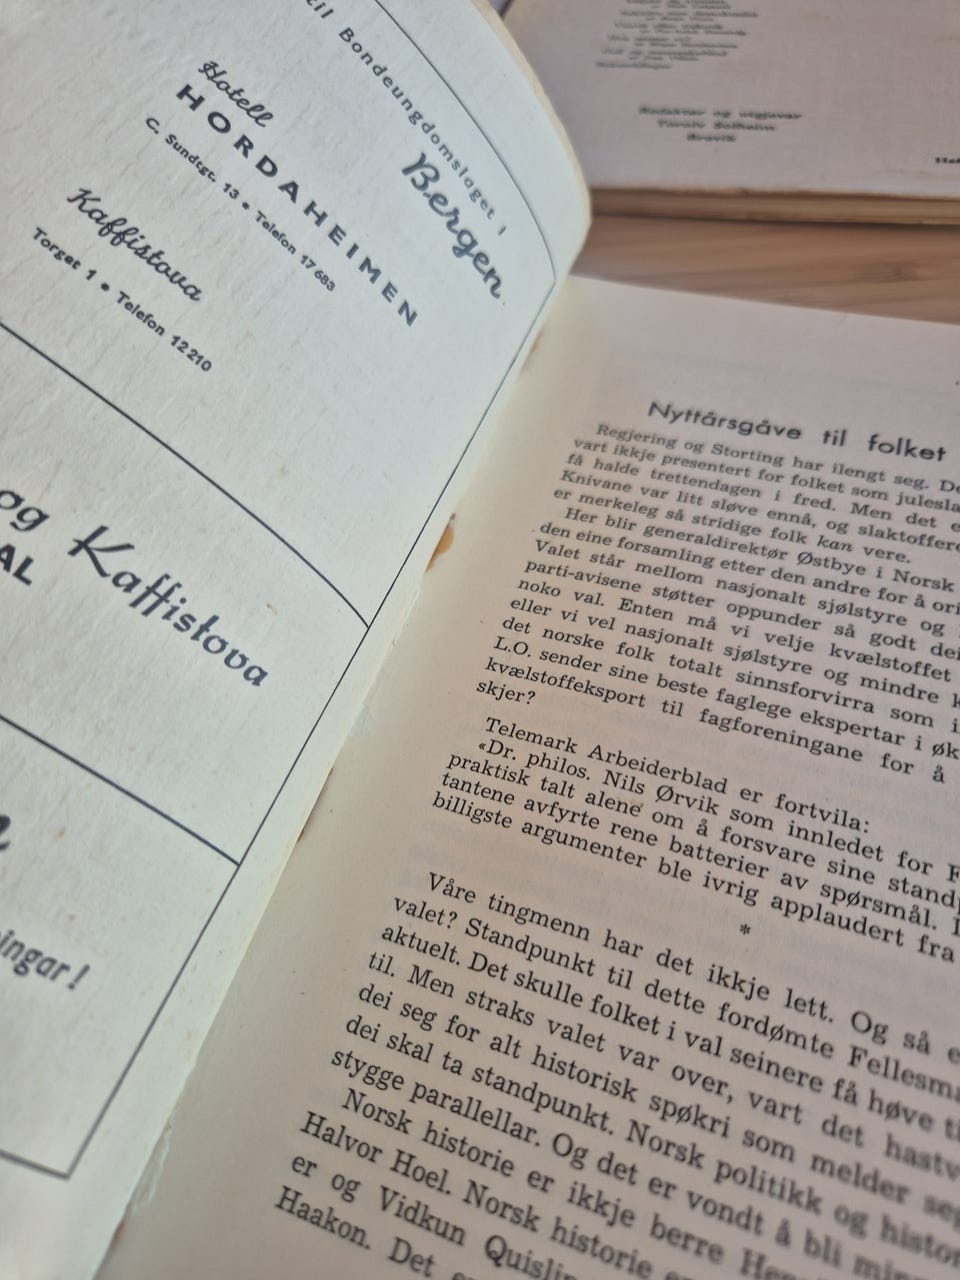 til Bondeungdomslaget i
Bergen
Hotell
HORDAHEIMEN
C. Sundtgt. 13 • Telefon 17 683
Kaffistova
Torget 1 • Telefon 12 210
og Kaffistova
AL
ningar!
Redaktør og utgjevar
Torolv Solheim
Nyttårsgåve til folket
Regjering og Storting har ilengt seg. De
vart ikkje presentert for folket som julesla
få halde trettendagen i fred. Men det e
Knivane var litt sløve ennå, og slaktoffere
er merkeleg så stridige folk kan vere.
Her blir generaldirektør Østbye i Norsk
den eine forsamling etter den andre for å ori
Valet står mellom nasjonalt sjølstyre og
parti-avisene støtter oppunder så godt dei
noko val. Enten må vi velje kvælstoffet
eller vi vel nasjonalt sjølstyre og mindre k
det norske folk totalt sinnsforvirra som i
L.O. sender sine beste faglege ekspertar i øk
kvælstoffeksport til fagforeningane for å
skjer?
Telemark Arbeiderblad er fortvila:
«Dr. philos. Nils Ørvik som innledet for F
praktisk talt alene om å forsvare sine standp
tantene avfyrte rene batterier av spørsmål. I
billigste argumenter ble ivrig applaudert fra
*
Våre tingmenn har det ikkje lett. Og så e
valet? Standpunkt til dette fordømte Fellesma
aktuelt. Det skulle folket i val seinere få høve ti
til. Men straks valet var over, vart det hastv
dei seg for alt historisk spøkri som melder seg
dei skal ta standpunkt. Norsk politikk og histor
stygge parallellar. Og det er vondt å bli min
Norsk historie er ikkje berre Hen
Halvor Hoel. Norsk historie e
er og Vidkun Quislin
Haakon. Det e